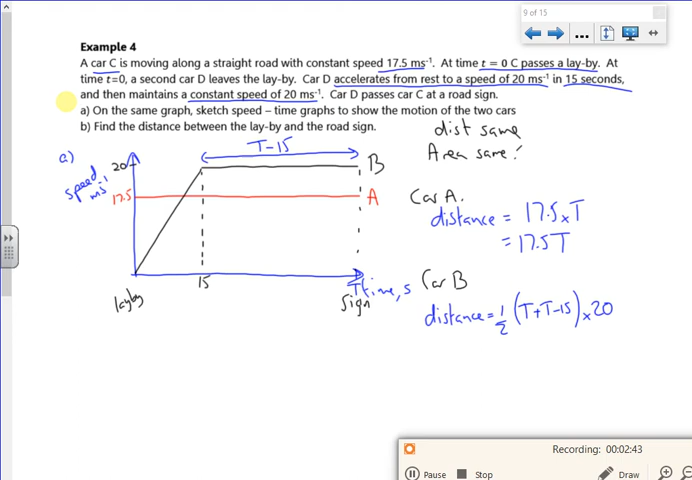 9 of 15
...
Example 4
A car C is moving along a straight road with constant speed 17.5 ms⁻¹. At time t = 0 C passes a lay-by. At
time t=0, a second car D leaves the lay-by. Car D accelerates from rest to a speed of 20 ms⁻¹ in 15 seconds,
and then maintains a constant speed of 20 ms⁻¹. Car D passes car C at a road sign.
a) On the same graph, sketch speed – time graphs to show the motion of the two cars
b) Find the distance between the lay-by and the road sign.
dist same
Area same!
a)
T-15
speed ms⁻¹
20
B
17.5
A
Car A.
distance = 17.5 x T
= 17.5T
15
T
time, s
layby
sign
Car B
distance = 1/2 (T+T-15) x 20
Recording: 00:02:43
Pause
Stop
Draw